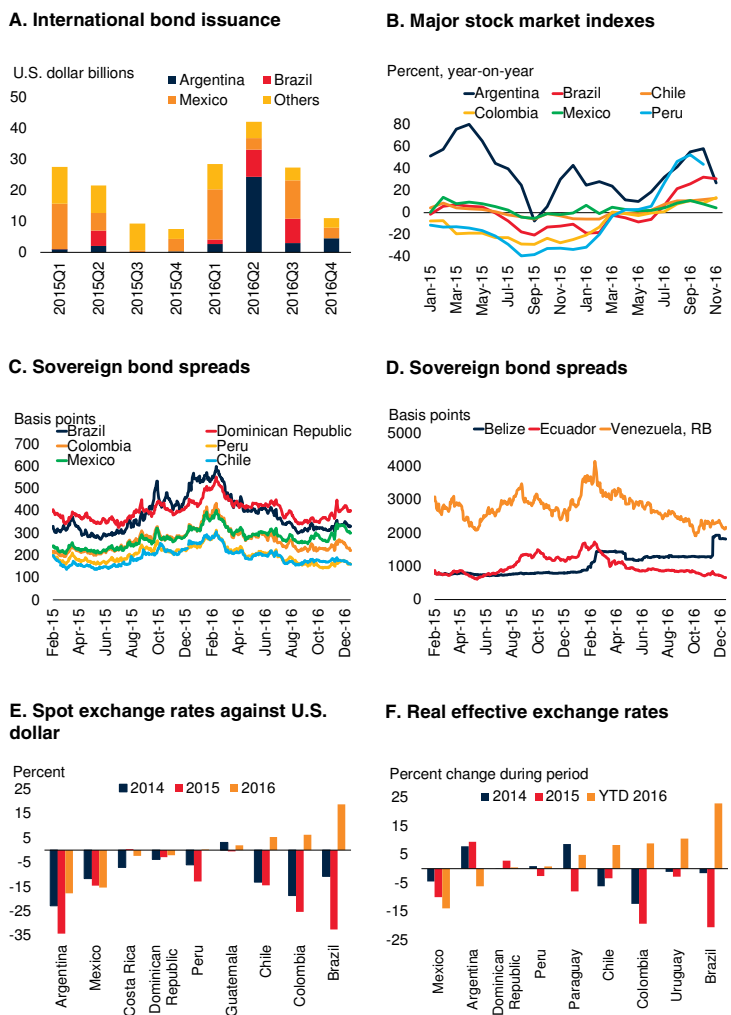 A. International bond issuance
U.S. dollar billions
Argentina Brazil
Mexico Others
50
40
30
20
10
0
2015Q1
2015Q2
2015Q3
2015Q4
2016Q1
2016Q2
2016Q3
2016Q4
B. Major stock market indexes
Percent, year-on-year
Argentina Brazil Chile
Colombia Mexico Peru
80
60
40
20
0
-20
-40
Jan-15
Mar-15
May-15
Jul-15
Sep-15
Nov-15
Jan-16
Mar-16
May-16
Jul-16
Sep-16
Nov-16
C. Sovereign bond spreads
Basis points
Brazil Dominican Republic
Colombia Peru
Mexico Chile
700
600
500
400
300
200
100
0
Feb-15
Apr-15
Jun-15
Aug-15
Oct-15
Dec-15
Feb-16
Apr-16
Jun-16
Aug-16
Oct-16
Dec-16
D. Sovereign bond spreads
Basis points
Belize Ecuador Venezuela, RB
5000
4000
3000
2000
1000
0
Feb-15
Apr-15
Jun-15
Aug-15
Oct-15
Dec-15
Feb-16
Apr-16
Jun-16
Aug-16
Oct-16
Dec-16
E. Spot exchange rates against U.S.
dollar
Percent
2014 2015 2016
25
15
5
-5
-15
-25
-35
Argentina
Mexico
Costa Rica
Dominican
Republic
Peru
Guatemala
Chile
Colombia
Brazil
F. Real effective exchange rates
Percent change during period
2014 2015 YTD 2016
25
15
5
-5
-15
-25
Mexico
Argentina
Dominican
Republic
Peru
Paraguay
Chile
Colombia
Uruguay
Brazil